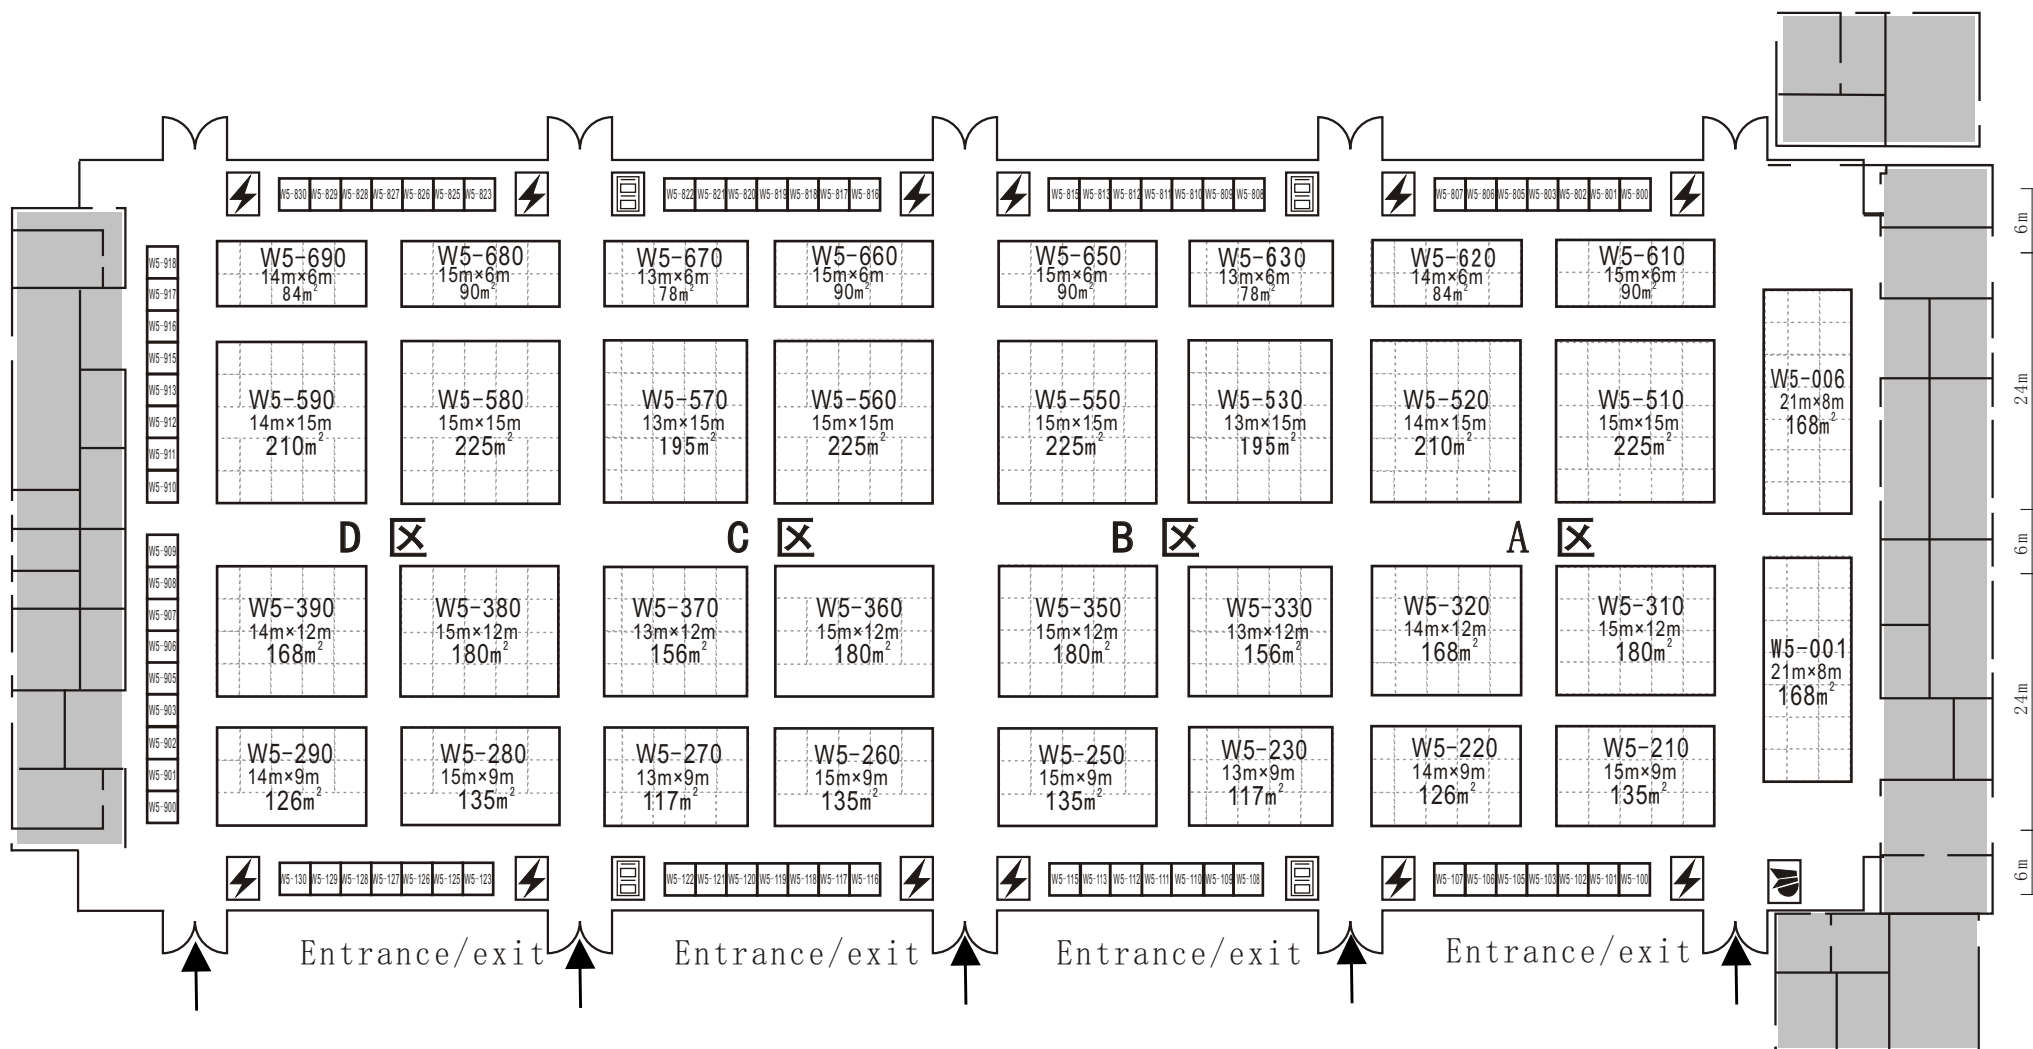 W5-830 W5-829 W5-828 W5-827 W5-826 W5-825 W5-823
W5-822 W5-821 W5-820 W5-819 W5-818 W5-817 W5-816
W5-815 W5-813 W5-812 W5-811 W5-810 W5-809 W5-808
W5-807 W5-806 W5-805 W5-803 W5-802 W5-801 W5-800
6m
W5-690
14m×6m
84m²
W5-680
15m×6m
90m²
W5-670
13m×6m
78m²
W5-660
15m×6m
90m²
W5-650
15m×6m
90m²
W5-630
13m×6m
78m²
W5-620
14m×6m
84m²
W5-610
15m×6m
90m²
W5-918
W5-917
W5-916
W5-915
W5-913
W5-912
W5-911
W5-910
W5-590
14m×15m
210m²
W5-580
15m×15m
225m²
W5-570
13m×15m
195m²
W5-560
15m×15m
225m²
W5-550
15m×15m
225m²
W5-530
13m×15m
195m²
W5-520
14m×15m
210m²
W5-510
15m×15m
225m²
W5-006
21m×8m
168m²
24m
D 区
C 区
B 区
A 区
6m
W5-909
W5-908
W5-907
W5-906
W5-905
W5-903
W5-902
W5-901
W5-900
W5-390
14m×12m
168m²
W5-380
15m×12m
180m²
W5-370
13m×12m
156m²
W5-360
15m×12m
180m²
W5-350
15m×12m
180m²
W5-330
13m×12m
156m²
W5-320
14m×12m
168m²
W5-310
15m×12m
180m²
W5-001
21m×8m
168m²
24m
W5-290
14m×9m
126m²
W5-280
15m×9m
135m²
W5-270
13m×9m
117m²
W5-260
15m×9m
135m²
W5-250
15m×9m
135m²
W5-230
13m×9m
117m²
W5-220
14m×9m
126m²
W5-210
15m×9m
135m²
W5-130 W5-129 W5-128 W5-127 W5-126 W5-125 W5-123
W5-122 W5-121 W5-120 W5-119 W5-118 W5-117 W5-116
W5-115 W5-113 W5-112 W5-111 W5-110 W5-109 W5-108
W5-107 W5-106 W5-105 W5-103 W5-102 W5-101 W5-100
6m
Entrance/exit
Entrance/exit
Entrance/exit
Entrance/exit